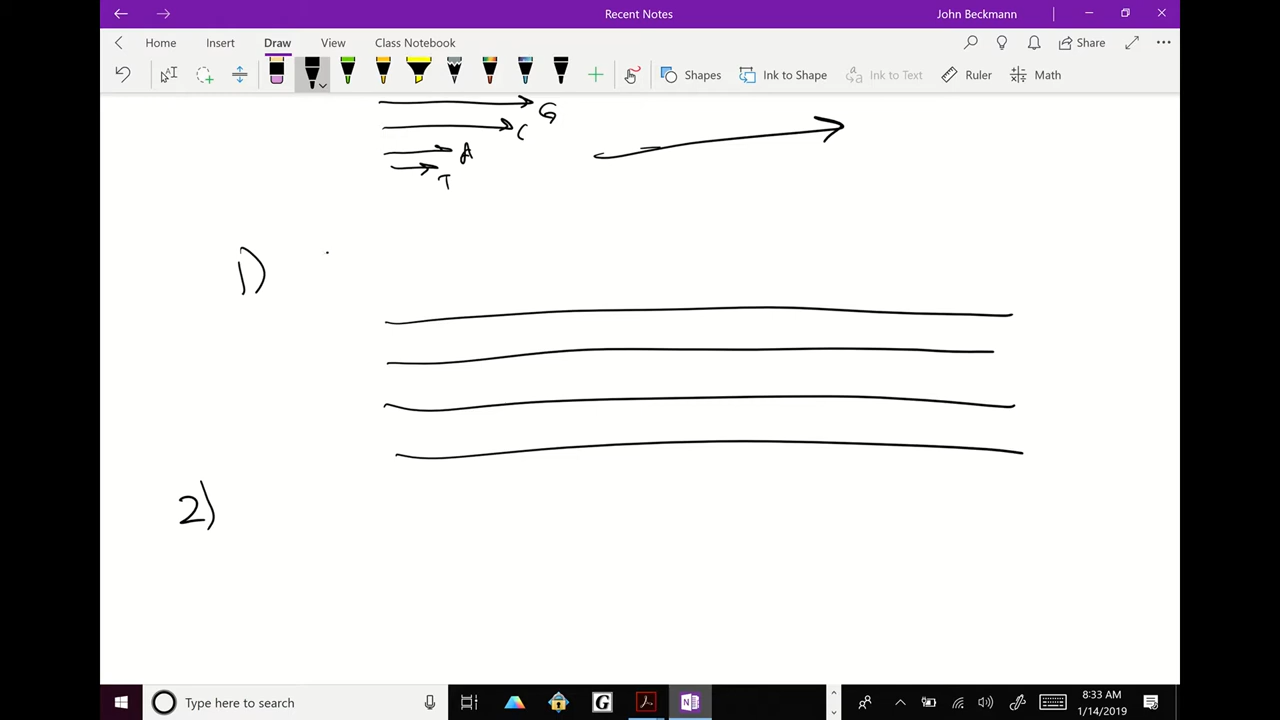 Recent Notes John Beckmann
Home Insert Draw View Class Notebook Share
Shapes Ink to Shape Ink to Text Ruler Math
G
C
A
T
1)
2)
Type here to search 8:33 AM
1/14/2019